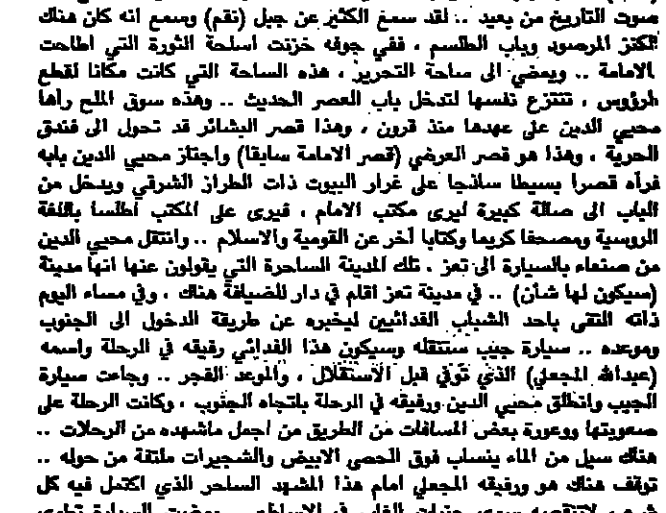 صوت التاريخ من بعيد .. لقد سمع الكثير عن جبل (نقم) وسمع انه كان هناك
الكنز المرصود وباب الطلسم ، ففي جوفه خزنت اسلحة الثورة التي اطاحت
بالامامة .. ويمضي الى ساحة التحرير ، هذه الساحة التي كانت مكانا لقطع
الرؤوس ، تنتزع نفسها لتدخل باب العصر الحديث .. وهذه سوق الملح رآها
محيي الدين على عهدها منذ قرون ، وهذا قصر البشائر قد تحول الى فندق
الحرية ، وهذا هو قصر العرضي (قصر الامامة سابقا) واجتاز محيي الدين بابه
فرآه قصرا بسيطا ساذجا على غرار البيوت ذات الطراز الشرقي ويدخل من
الباب الى صالة كبيرة ليرى مكتب الامام ، فيرى على المكتب اطلسا باللغة
الروسية ومصحفا كريما وكتابا آخر عن القومية والاسلام .. وانتقل محيي الدين
من صنعاء بالسيارة الى تعز . تلك المدينة الساحرة التي يقولون عنها انها مدينة
(سيكون لها شأن) .. في مدينة تعز اقام في دار للضيافة هناك ، وفي مساء اليوم
ذاته التقى باحد الشباب الفدائيين ليخبره عن طريقة الدخول الى الجنوب
وموعده .. سيارة جيب ستنقله وسيكون هذا الفدائي رفيقه في الرحلة واسمه
(عبدالله المجعلي) الذي توفي قبل الاستقلال ، والموعد الفجر .. وجاءت سيارة
الجيب وانطلق محيي الدين ورفيقه في الرحلة باتجاه الجنوب ، وكانت الرحلة على
صعوبتها ووعورة بعض المسافات من الطريق من اجمل ماشهده من الرحلات ..
هناك سيل من الماء ينساب فوق الحصى الابيض والشجيرات ملتفة من حوله ..
توقف هناك هو ورفيقه المجعلي امام هذا المشهد الساحر الذي اكتمل فيه كل